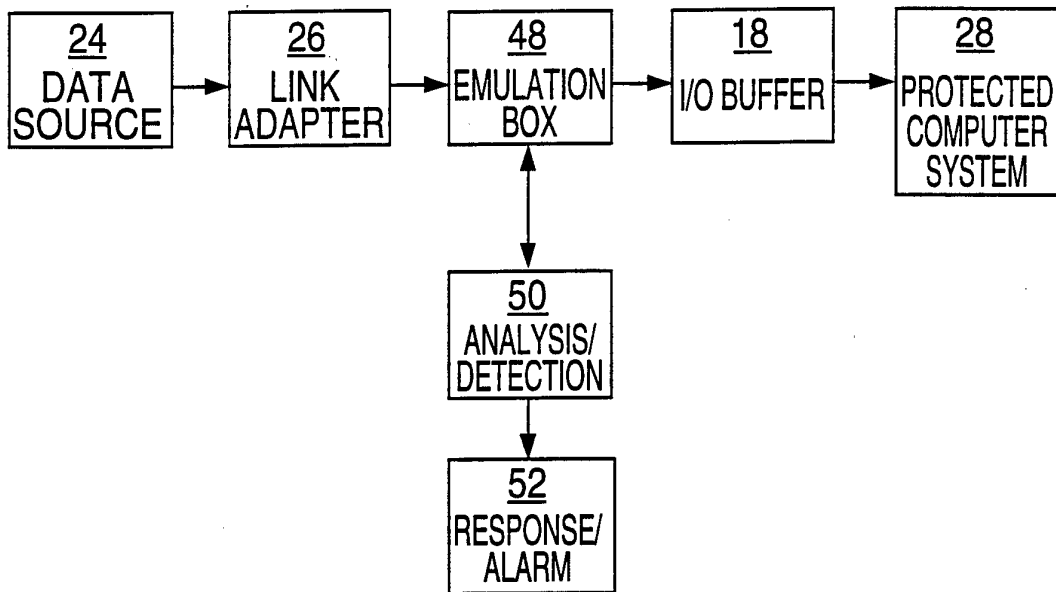 24
DATA
SOURCE
26
LINK
ADAPTER
48
EMULATION
BOX
18
I/O BUFFER
28
PROTECTED
COMPUTER
SYSTEM
50
ANALYSIS/
DETECTION
52
RESPONSE/
ALARM